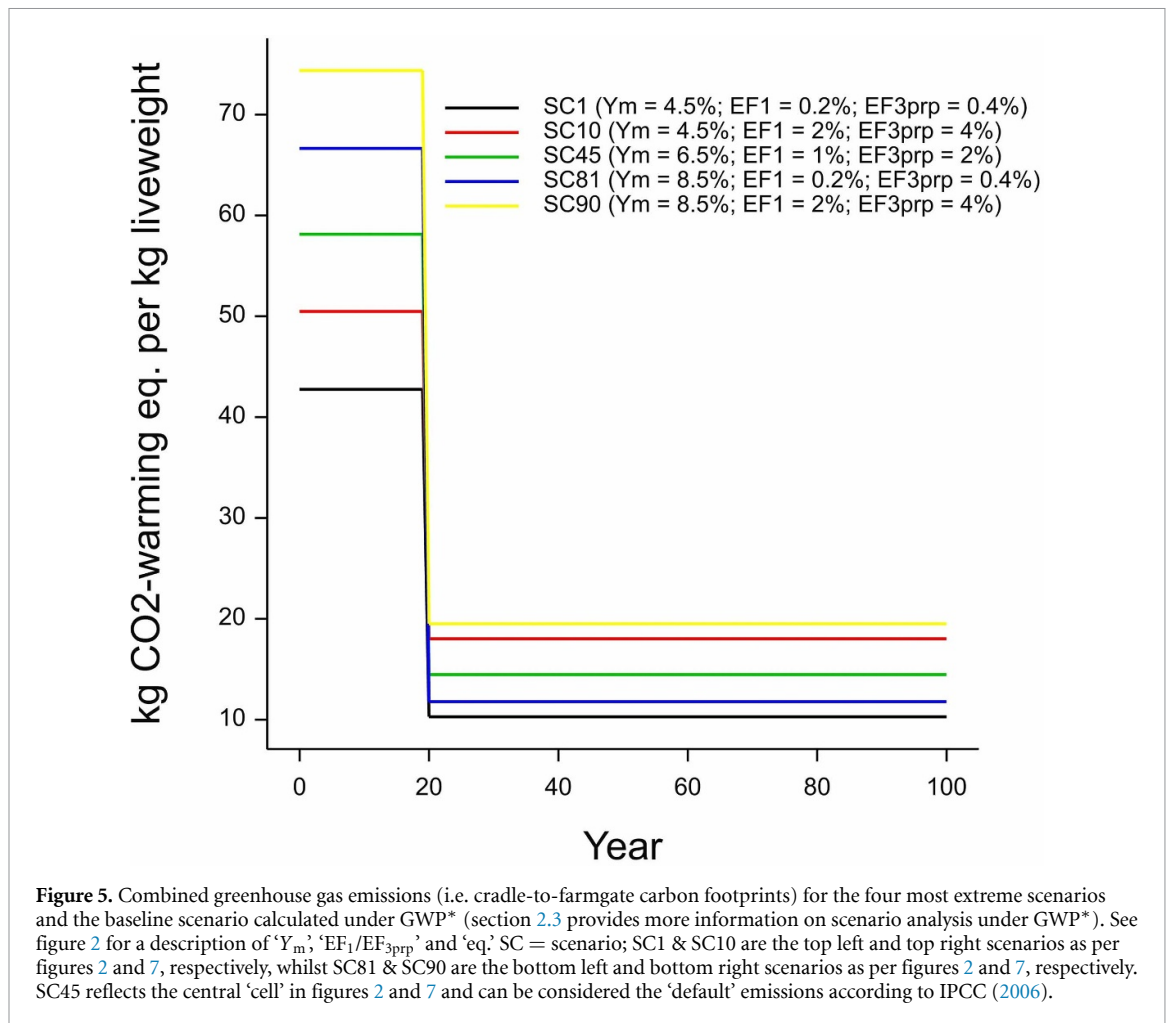 kg CO2-warming eq. per kg liveweight
70
60
50
40
30
20
10
SC1 (Ym = 4.5%; EF1 = 0.2%; EF3prp = 0.4%)
SC10 (Ym = 4.5%; EF1 = 2%; EF3prp = 4%)
SC45 (Ym = 6.5%; EF1 = 1%; EF3prp = 2%)
SC81 (Ym = 8.5%; EF1 = 0.2%; EF3prp = 0.4%)
SC90 (Ym = 8.5%; EF1 = 2%; EF3prp = 4%)
0 20 40 60 80 100
Year
Figure 5. Combined greenhouse gas emissions (i.e. cradle-to-farmgate carbon footprints) for the four most extreme scenarios
and the baseline scenario calculated under GWP* (section 2.3 provides more information on scenario analysis under GWP*). See
figure 2 for a description of ‘Yₘ’, ‘EF₁/EF₃ₚᵣₚ’ and ‘eq.’ SC = scenario; SC1 & SC10 are the top left and top right scenarios as per
figures 2 and 7, respectively, whilst SC81 & SC90 are the bottom left and bottom right scenarios as per figures 2 and 7, respectively.
SC45 reflects the central ‘cell’ in figures 2 and 7 and can be considered the ‘default’ emissions according to IPCC (2006).